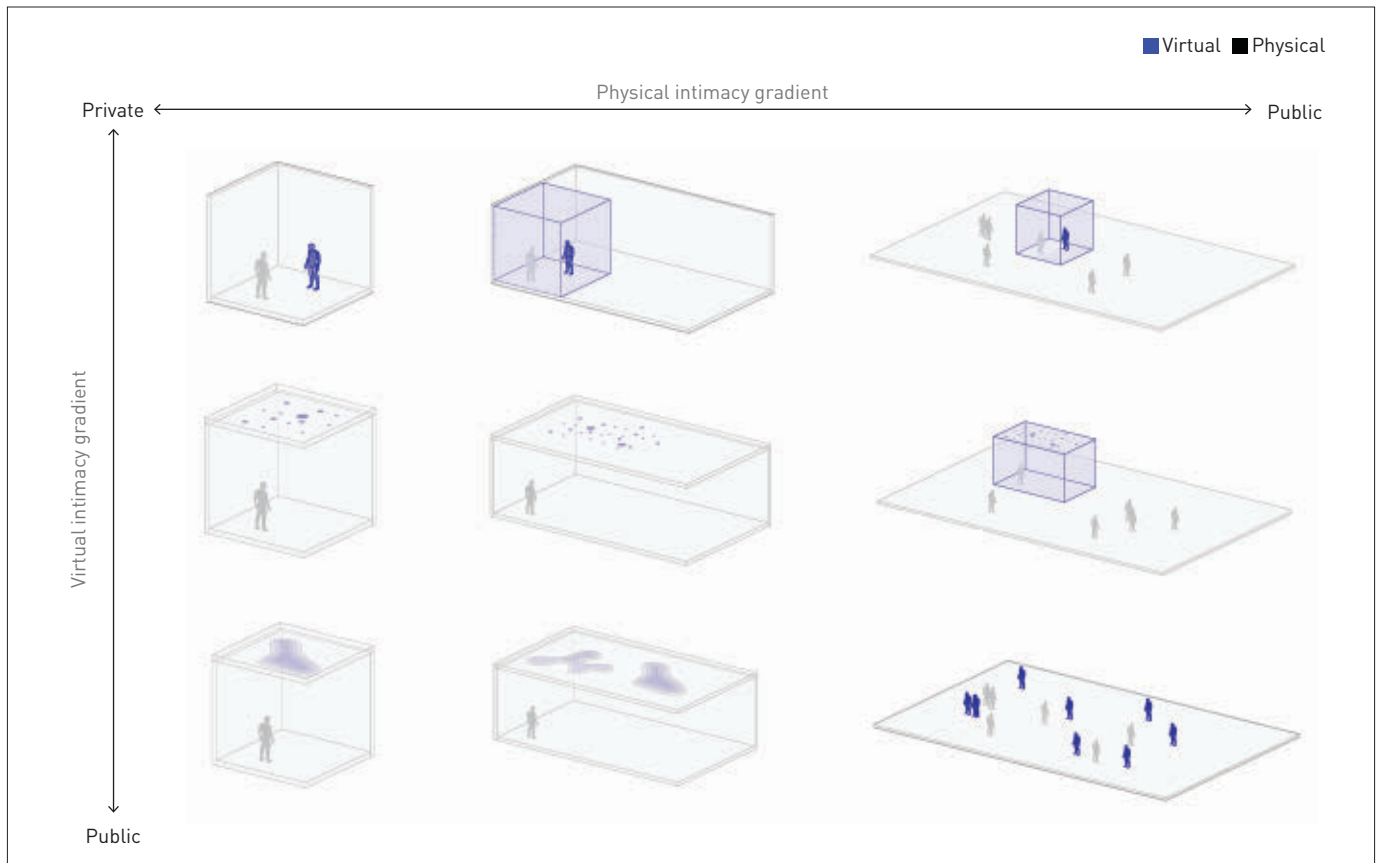 Virtual Physical
Physical intimacy gradient
Private
Public
Virtual intimacy gradient
Public